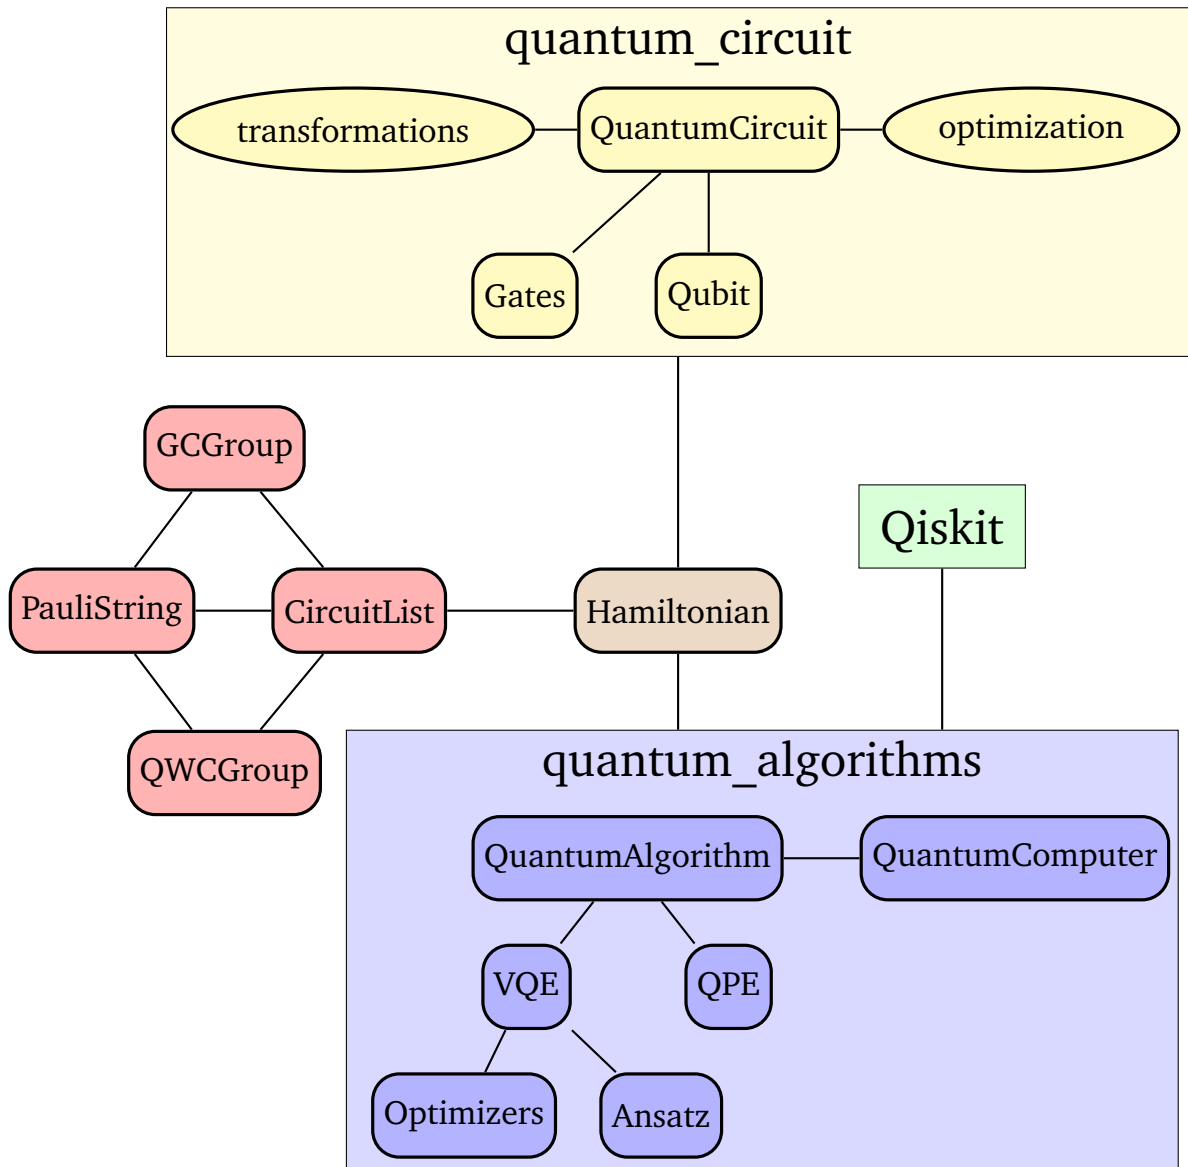 quantum_circuit
transformations
QuantumCircuit
optimization
Gates
Qubit
GCGroup
Qiskit
PauliString
CircuitList
Hamiltonian
QWCGroup
quantum_algorithms
QuantumAlgorithm
QuantumComputer
VQE
QPE
Optimizers
Ansatz